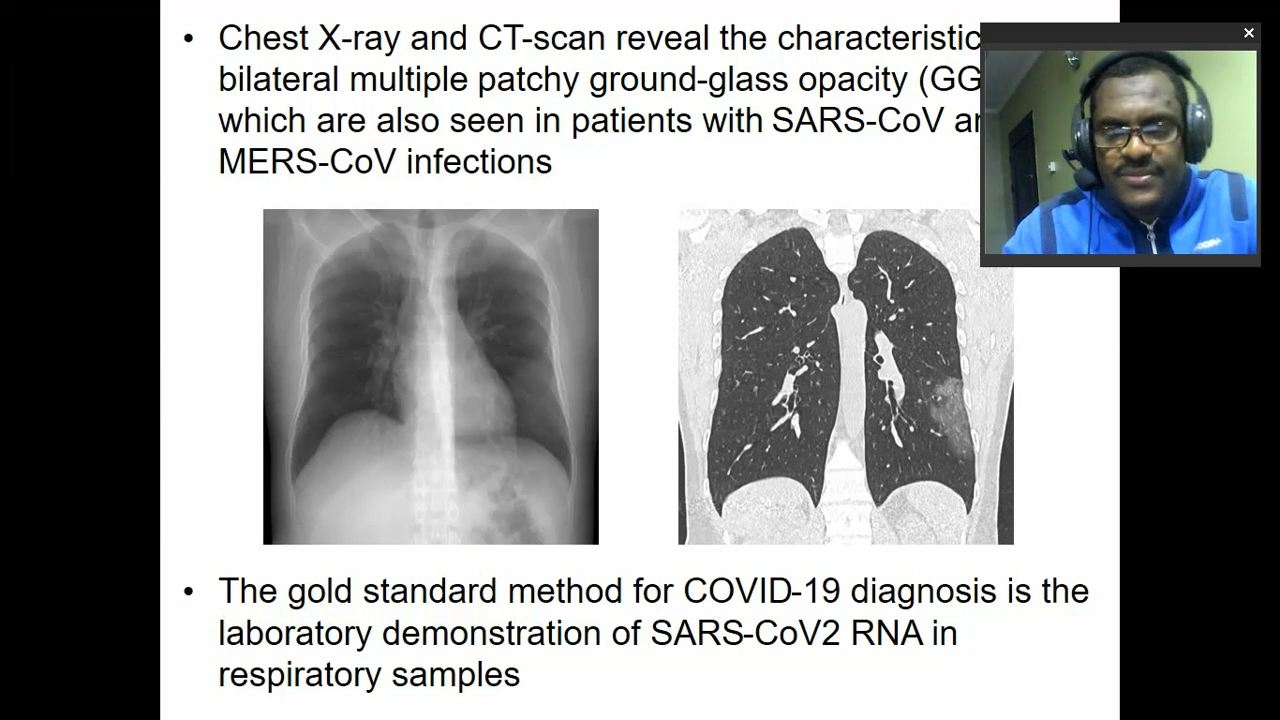 • Chest X-ray and CT-scan reveal the characteristic
bilateral multiple patchy ground-glass opacity (GG
which are also seen in patients with SARS-CoV
MERS-CoV infections
• The gold standard method for COVID-19 diagnosis is the
laboratory demonstration of SARS-CoV2 RNA in
respiratory samples